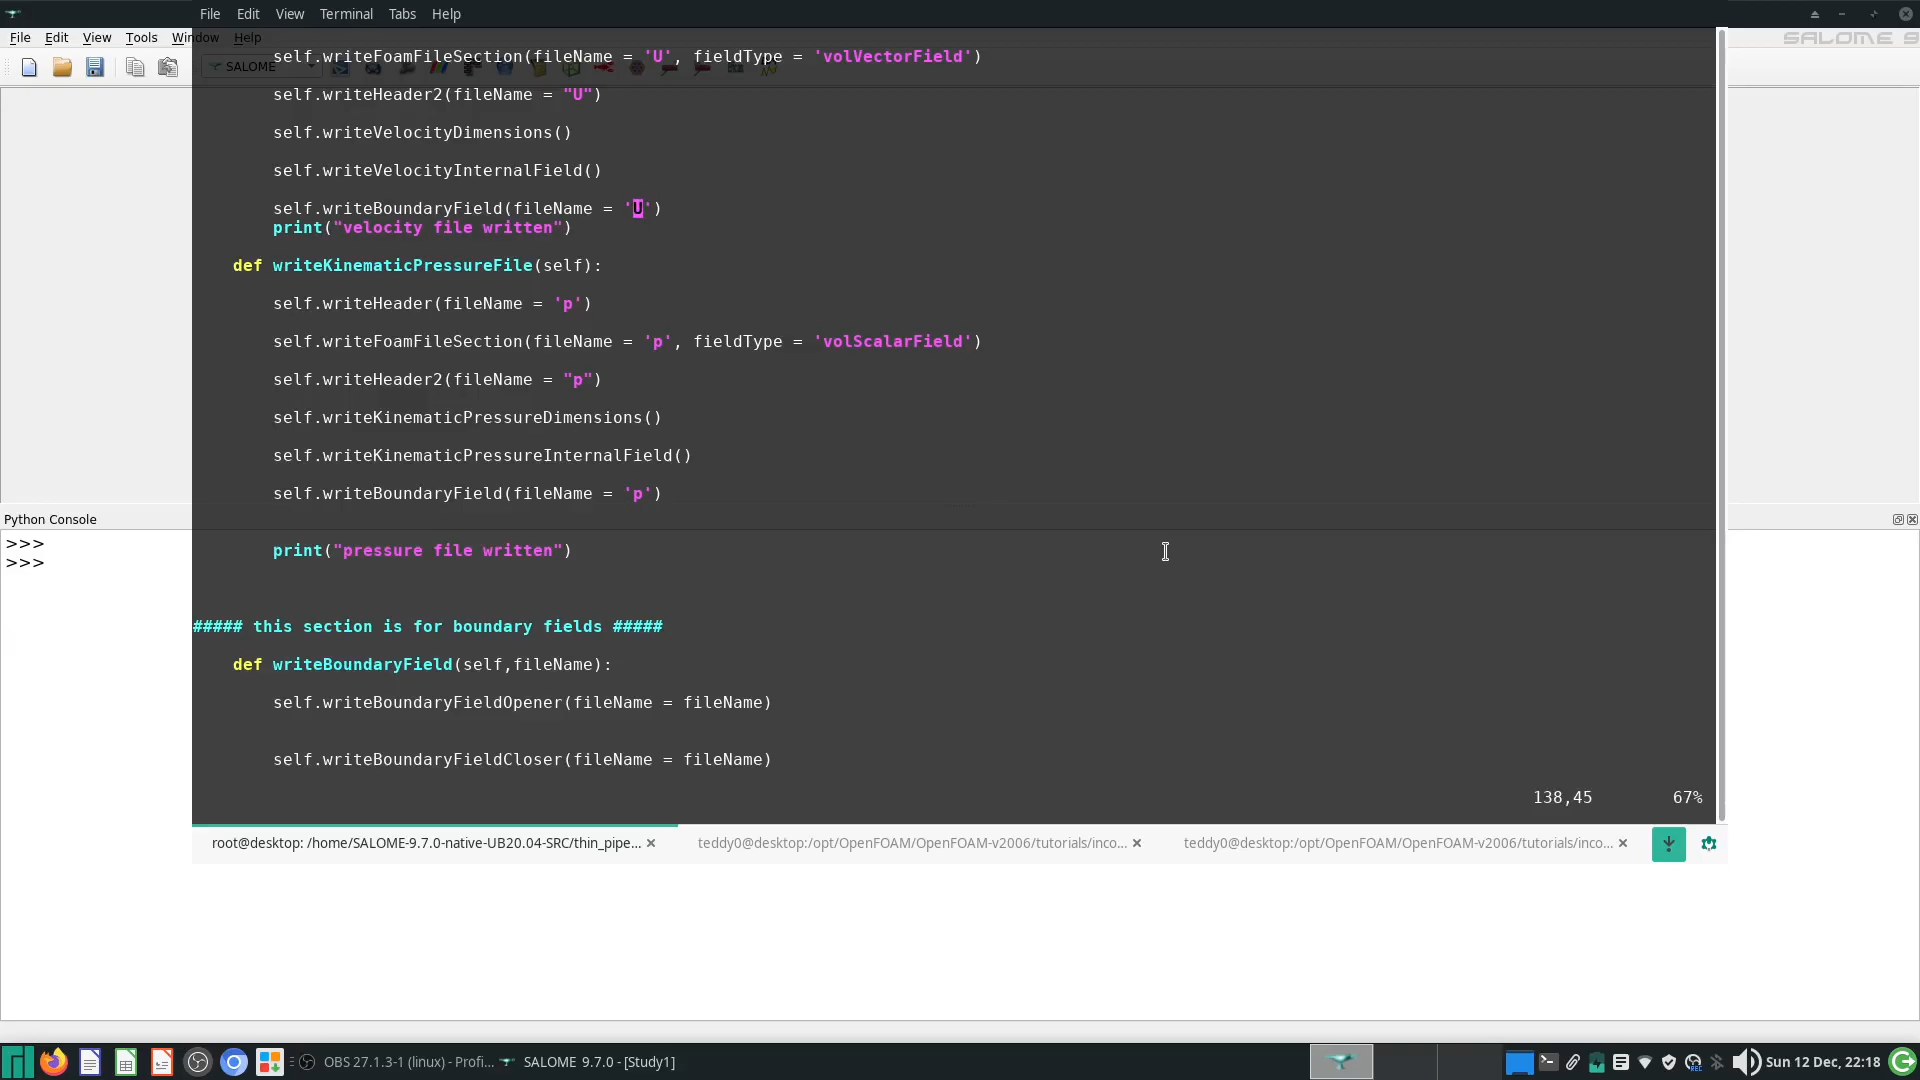 File Edit View Terminal Tabs Help
File Edit View Tools Window Help
SALOME 9
SALOME
self.writeFoamFileSection(fileName = 'U', fieldType = 'volVectorField')
self.writeHeader2(fileName = "U")
self.writeVelocityDimensions()
self.writeVelocityInternalField()
self.writeBoundaryField(fileName = 'U')
print("velocity file written")
def writeKinematicPressureFile(self):
self.writeHeader(fileName = 'p')
self.writeFoamFileSection(fileName = 'p', fieldType = 'volScalarField')
self.writeHeader2(fileName = "p")
self.writeKinematicPressureDimensions()
self.writeKinematicPressureInternalField()
self.writeBoundaryField(fileName = 'p')
Python Console
>>>
>>>
print("pressure file written")
##### this section is for boundary fields #####
def writeBoundaryField(self,fileName):
self.writeBoundaryFieldOpener(fileName = fileName)
self.writeBoundaryFieldCloser(fileName = fileName)
138,45 67%
root@desktop: /home/SALOME-9.7.0-native-UB20.04-SRC/thin_pipe...
teddy0@desktop:/opt/OpenFOAM/OpenFOAM-v2006/tutorials/inco...
teddy0@desktop:/opt/OpenFOAM/OpenFOAM-v2006/tutorials/inco...
OBS 27.1.3-1 (linux) - Profi...
SALOME 9.7.0 - [Study1]
REC
Sun 12 Dec, 22:18